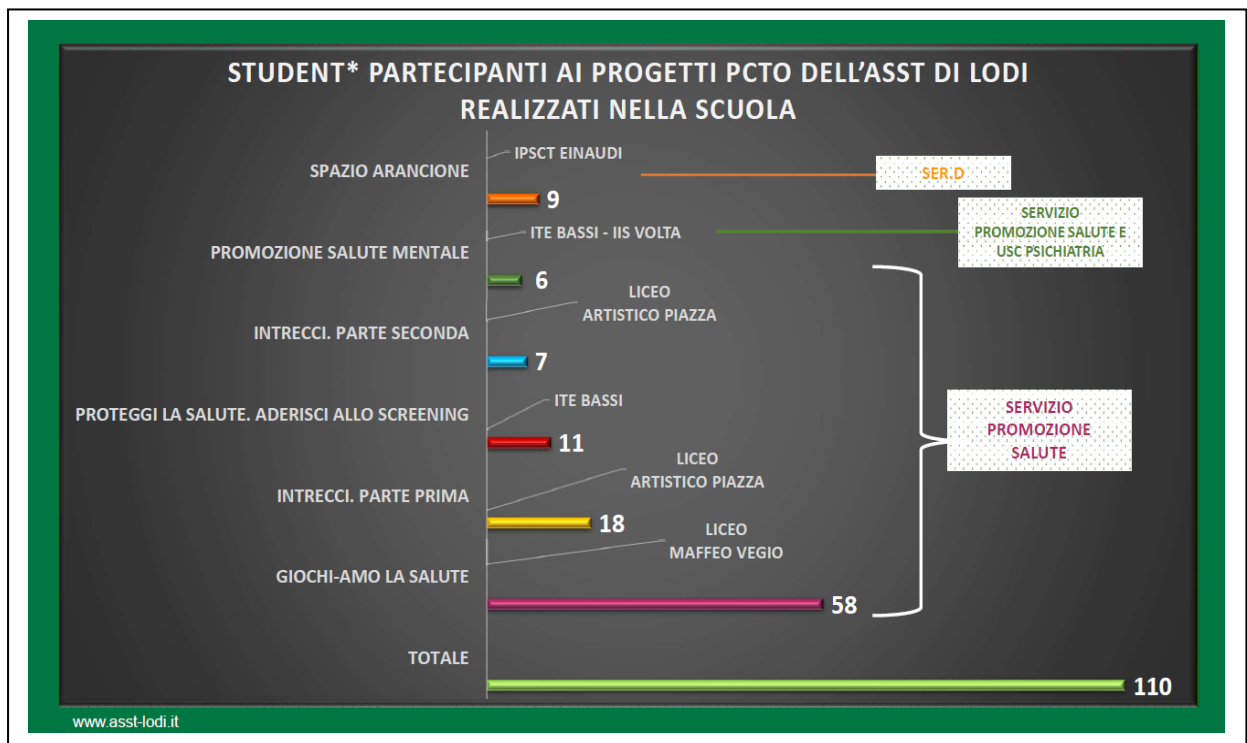 STUDENT* PARTECIPANTI AI PROGETTI PCTO DELL'ASST DI LODI
REALIZZATI NELLA SCUOLA
IPSCT EINAUDI
SPAZIO ARANCIONE
SER.D
9
SERVIZIO
PROMOZIONE SALUTE E
USC PSICHIATRIA
ITE BASSI - IIS VOLTA
PROMOZIONE SALUTE MENTALE
6
LICEO
ARTISTICO PIAZZA
INTRECCI. PARTE SECONDA
7
ITE BASSI
PROTEGGI LA SALUTE. ADERISCI ALLO SCREENING
SERVIZIO
PROMOZIONE
SALUTE
11
LICEO
ARTISTICO PIAZZA
INTRECCI. PARTE PRIMA
18
LICEO
MAFFEO VEGIO
GIOCHI-AMO LA SALUTE
58
TOTALE
110
www.asst-lodi.it